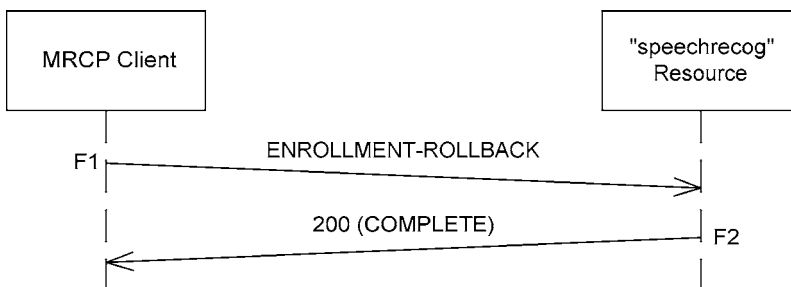 MRCP Client
"speechrecog"
Resource
ENROLLMENT-ROLLBACK
F1
200 (COMPLETE)
F2